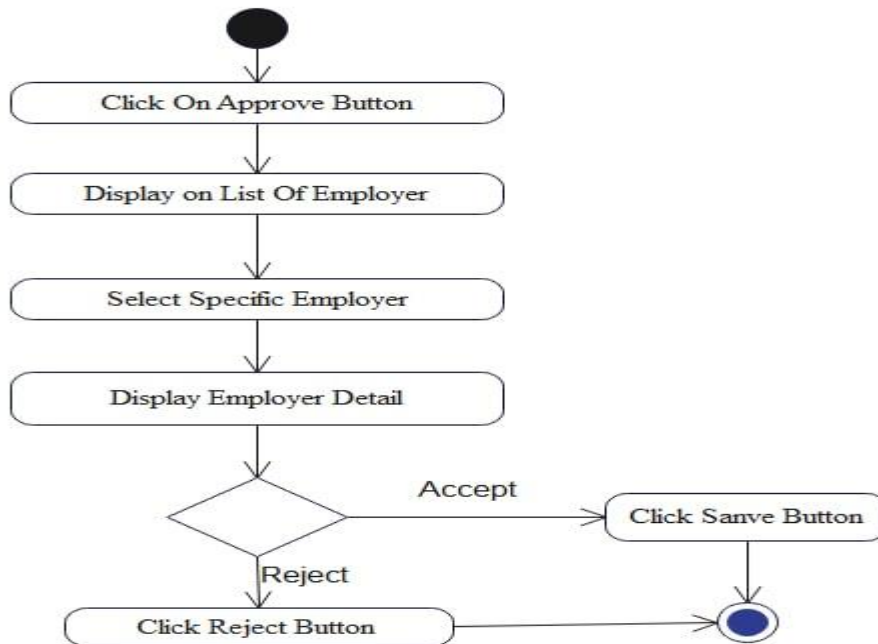 Click On Approve Button
Display on List Of Employer
Select Specific Employer
Display Employer Detail
Accept
Click Sanve Button
Reject
Click Reject Button